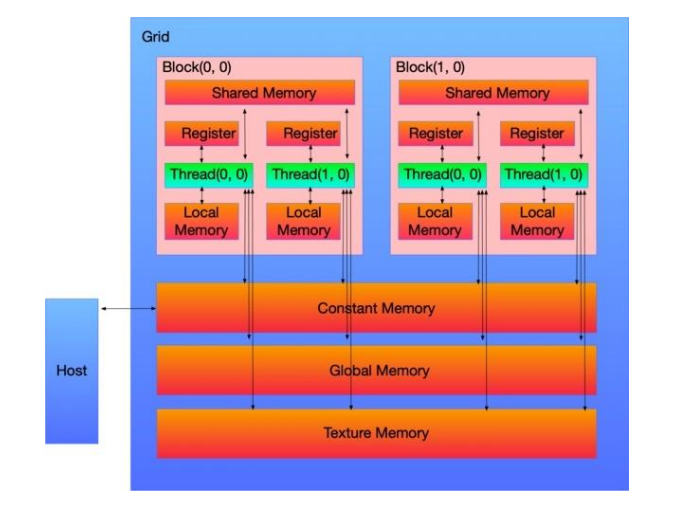 Grid
Block(0, 0)
Block(1, 0)
Shared Memory
Shared Memory
Register
Register
Register
Register
Thread(0, 0)
Thread(1, 0)
Thread(0, 0)
Thread(1, 0)
Local
Memory
Local
Memory
Local
Memory
Local
Memory
Constant Memory
Host
Global Memory
Texture Memory